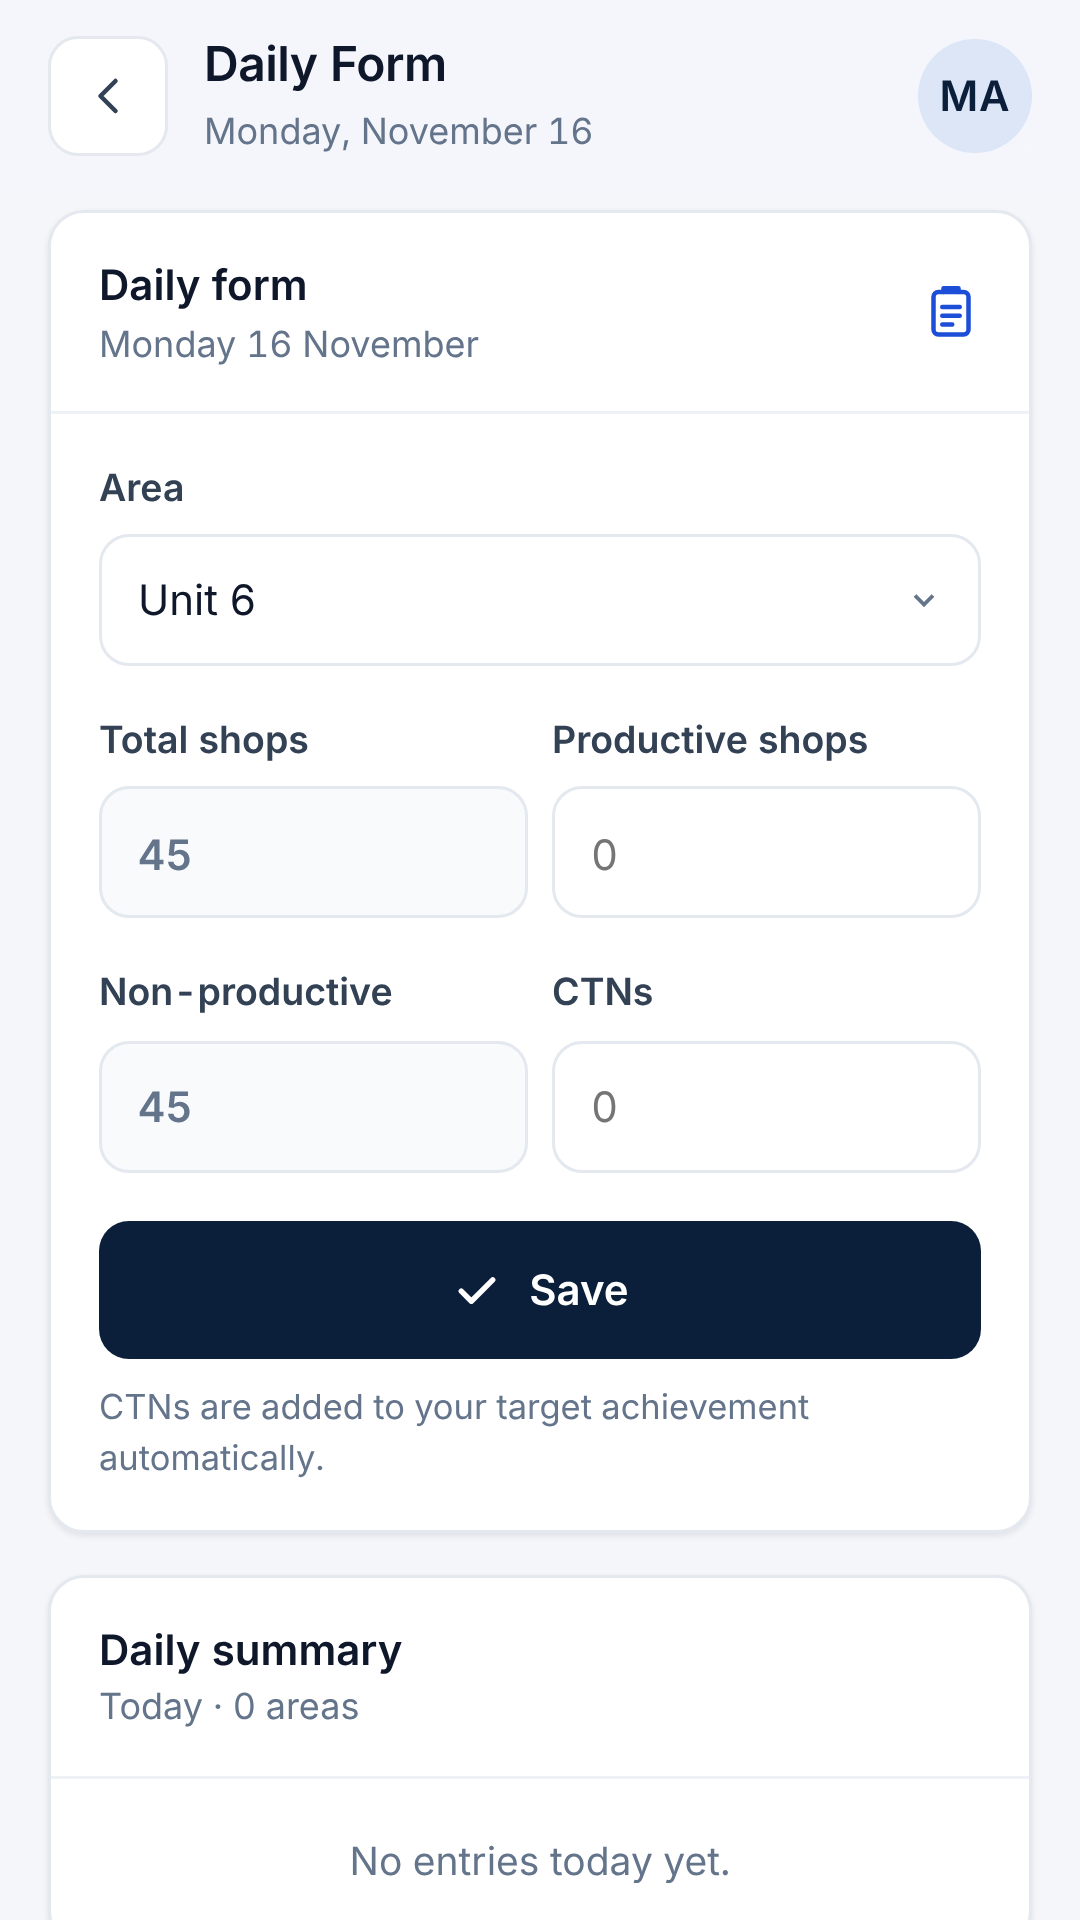 Daily Form
Monday, November 16
MA
Daily form
Monday 16 November
Area
Unit 6
Total shops
Productive shops
45
0
Non-productive
CTNs
45
0
Save
CTNs are added to your target achievement
automatically.
Daily summary
Today · 0 areas
No entries today yet.